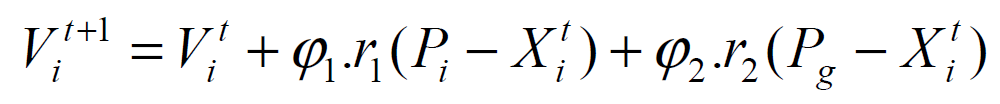 V_i^{t+1} = V_i^t + φ_1.r_1(P_i − X_i^t) + φ_2.r_2(P_g − X_i^t)